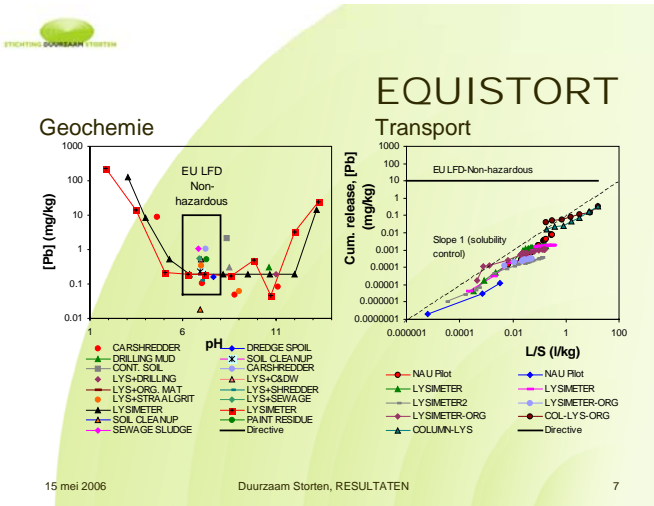 STICHTING DUURZAAM STORTEN
EQUISTORT
Geochemie
Transport
[Pb] (mg/kg)
1000
100
10
1
0.1
0.01
EU LFD
Non-
hazardous
1
6
11
pH
CARSHREDDER
DREDGE SPOIL
DRILLING MUD
SOIL CLEANUP
CONT. SOIL
CARSHREDDER
LYS+DRILLING
LYS+C&DW
LYS+ORG. MAT
LYS+SHREDDER
LYS+STRAALGRIT
LYS+SEWAGE
LYSIMETER
LYSIMETER
SOIL CLEANUP
PAINT RESIDUE
SEWAGE SLUDGE
Directive
Cum. release, [Pb]
(mg/kg)
1000
100
10
1
0.1
0.01
0.001
0.0001
0.00001
0.000001
0.0000001
EU LFD-Non-hazardous
Slope 1 (solubility
control)
0.000001
0.0001
0.01
1
100
L/S (l/kg)
NAU Pilot
NAU Pilot
LYSIMETER
LYSIMETER
LYSIMETER2
LYSIMETER-ORG
LYSIMETER-ORG
COL-LYS-ORG
COLUMN-LYS
Directive
15 mei 2006
Duurzaam Storten, RESULTATEN
7